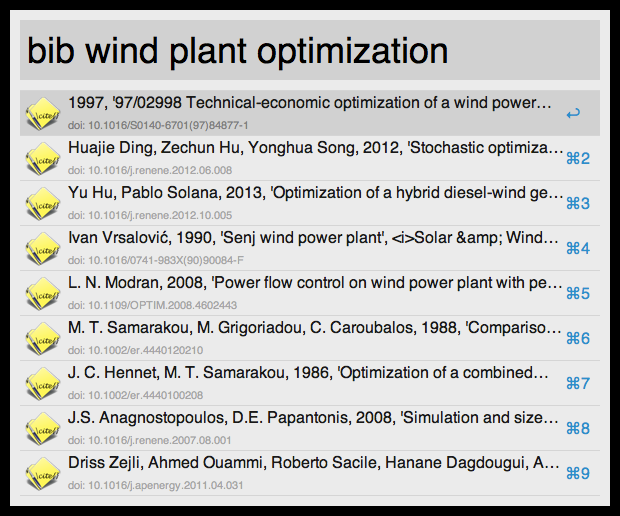 bib wind plant optimization
1997, '97/02998 Technical-economic optimization of a wind power…
doi: 10.1016/S0140-6701(97)84877-1
↩
Huajie Ding, Zechun Hu, Yonghua Song, 2012, 'Stochastic optimiza…
doi: 10.1016/j.renene.2012.06.008
⌘2
Yu Hu, Pablo Solana, 2013, 'Optimization of a hybrid diesel-wind ge…
doi: 10.1016/j.renene.2012.10.005
⌘3
Ivan Vrsalović, 1990, 'Senj wind power plant', <i>Solar &amp; Wind…
doi: 10.1016/0741-983X(90)90084-F
⌘4
L. N. Modran, 2008, 'Power flow control on wind power plant with pe…
doi: 10.1109/OPTIM.2008.4602443
⌘5
M. T. Samarakou, M. Grigoriadou, C. Caroubalos, 1988, 'Compariso…
doi: 10.1002/er.4440120210
⌘6
J. C. Hennet, M. T. Samarakou, 1986, 'Optimization of a combined…
doi: 10.1002/er.4440100208
⌘7
J.S. Anagnostopoulos, D.E. Papantonis, 2008, 'Simulation and size…
doi: 10.1016/j.renene.2007.08.001
⌘8
Driss Zejli, Ahmed Ouammi, Roberto Sacile, Hanane Dagdougui, A…
doi: 10.1016/j.apenergy.2011.04.031
⌘9